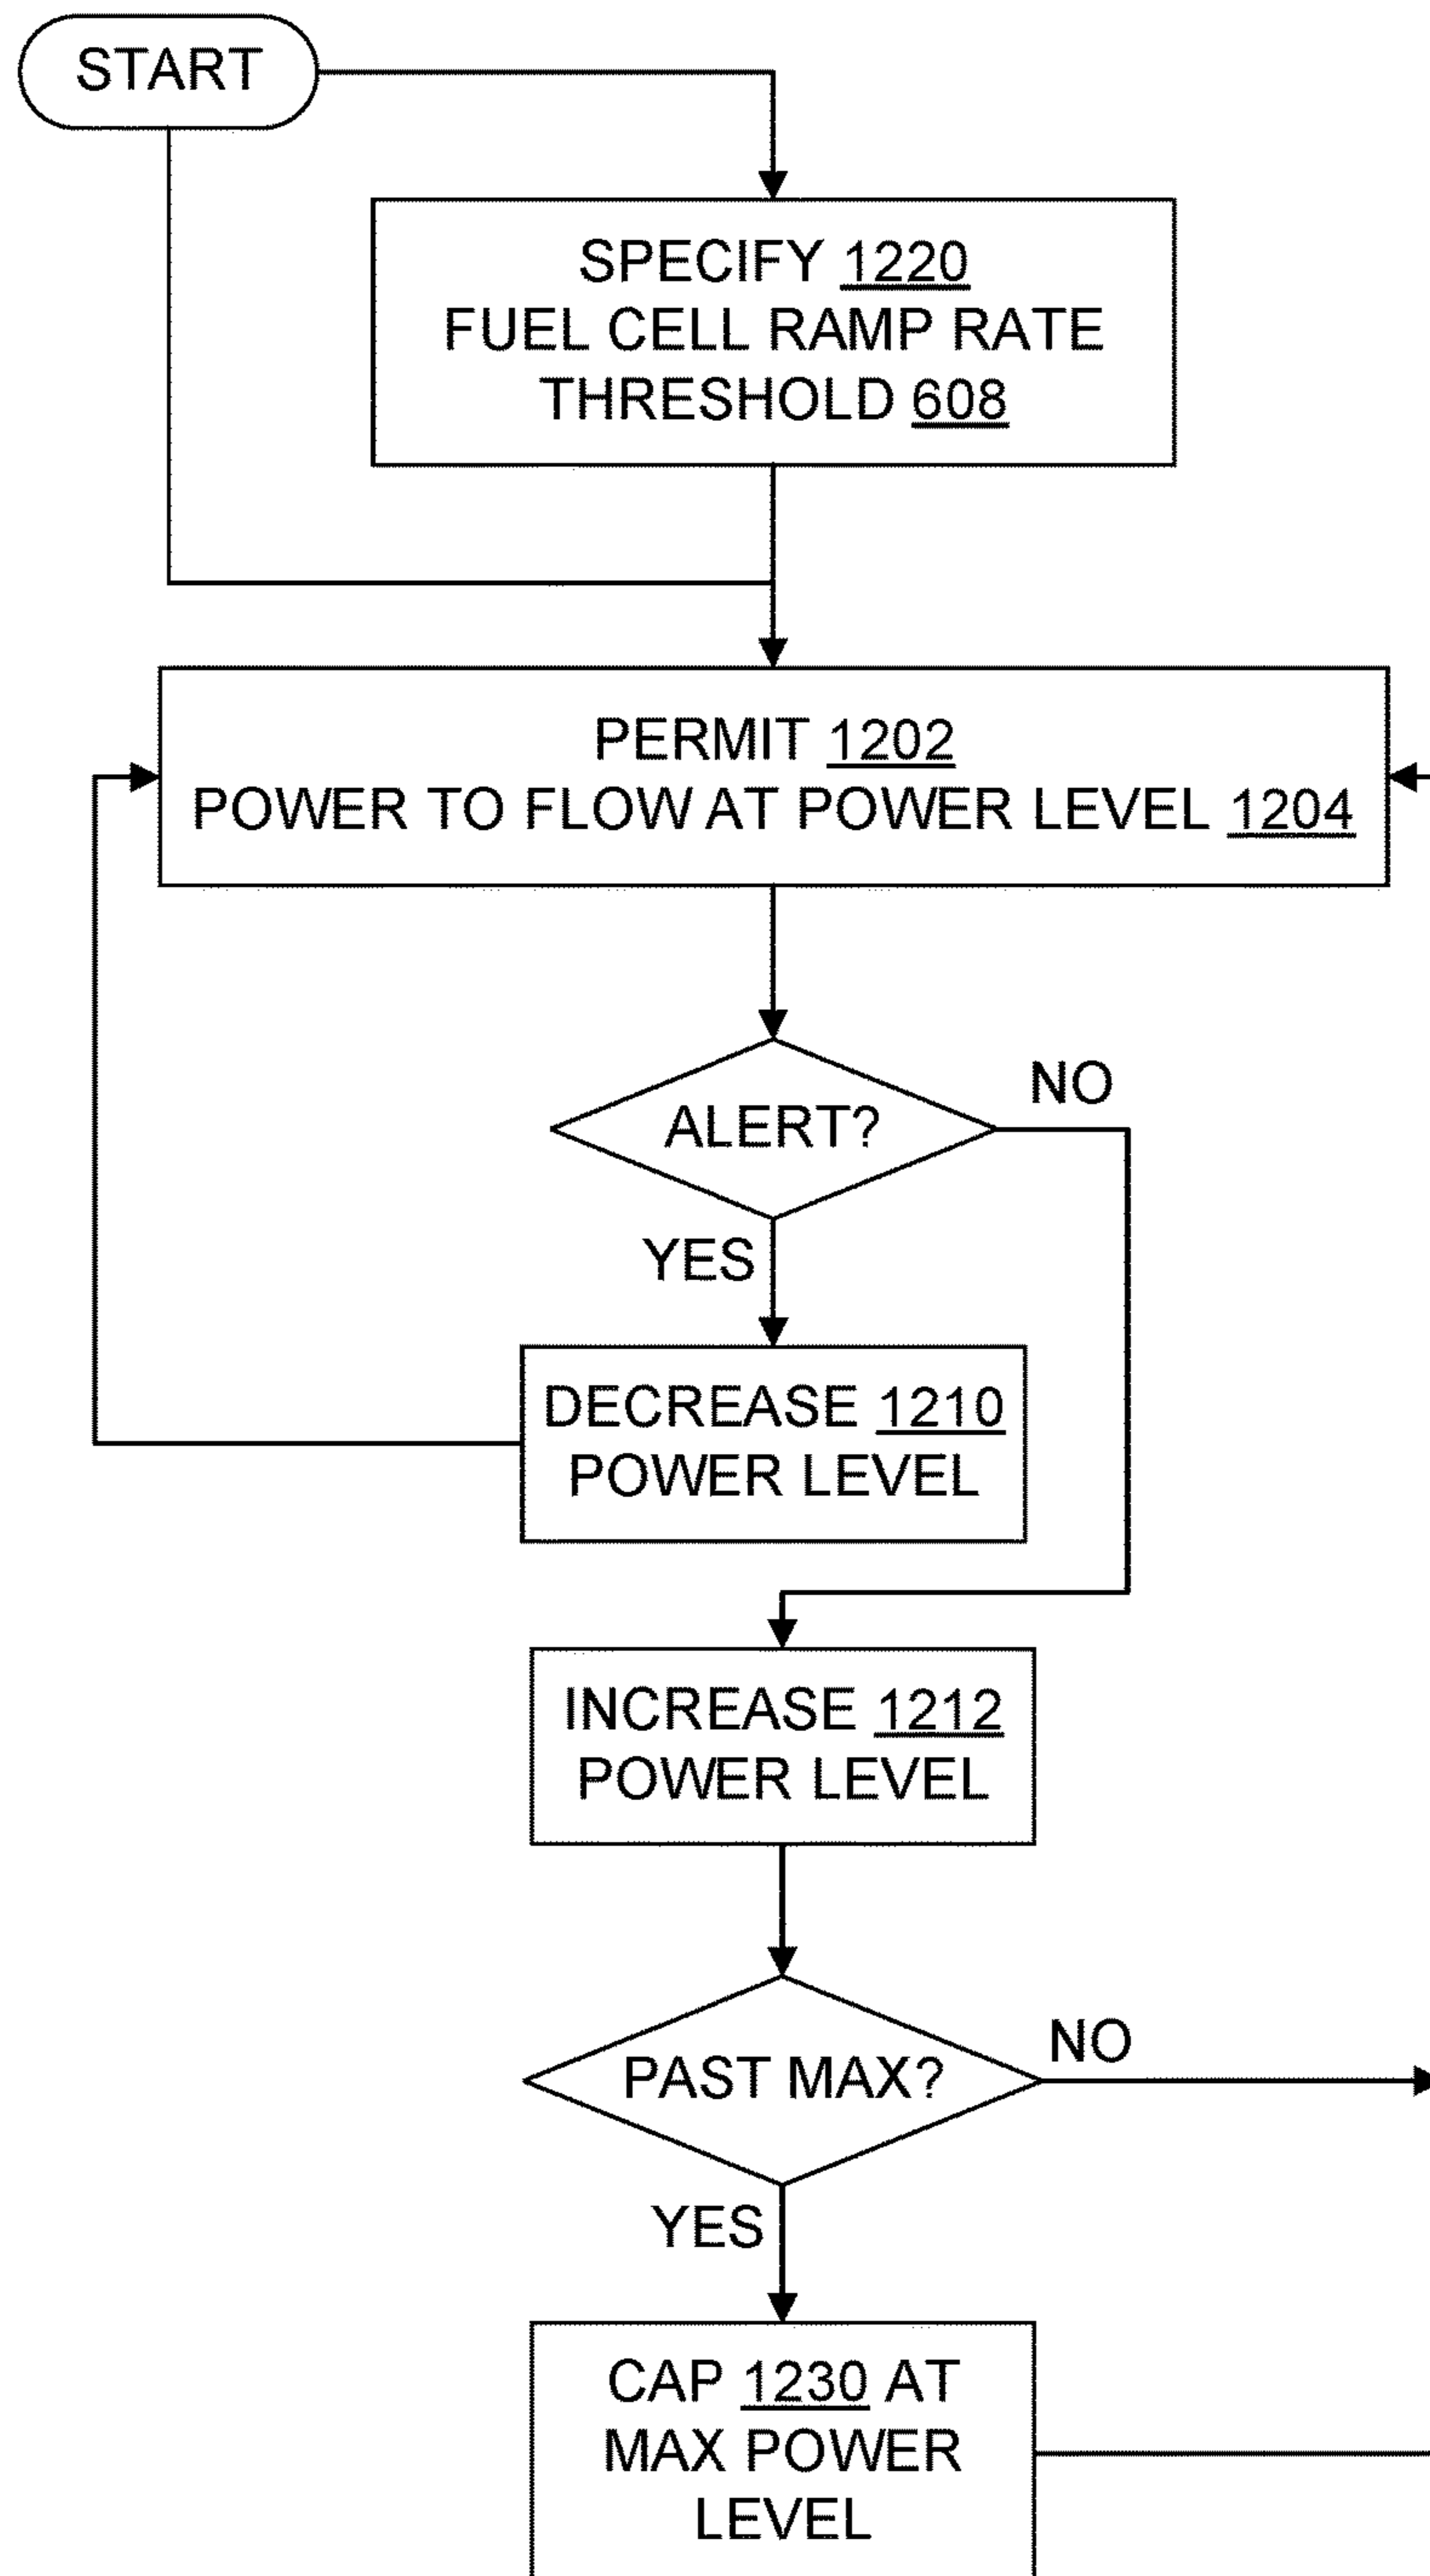 START
SPECIFY 1220
FUEL CELL RAMP RATE
THRESHOLD 608
PERMIT 1202
POWER TO FLOW AT POWER LEVEL 1204
ALERT?
NO
YES
DECREASE 1210
POWER LEVEL
INCREASE 1212
POWER LEVEL
PAST MAX?
NO
YES
CAP 1230 AT
MAX POWER
LEVEL